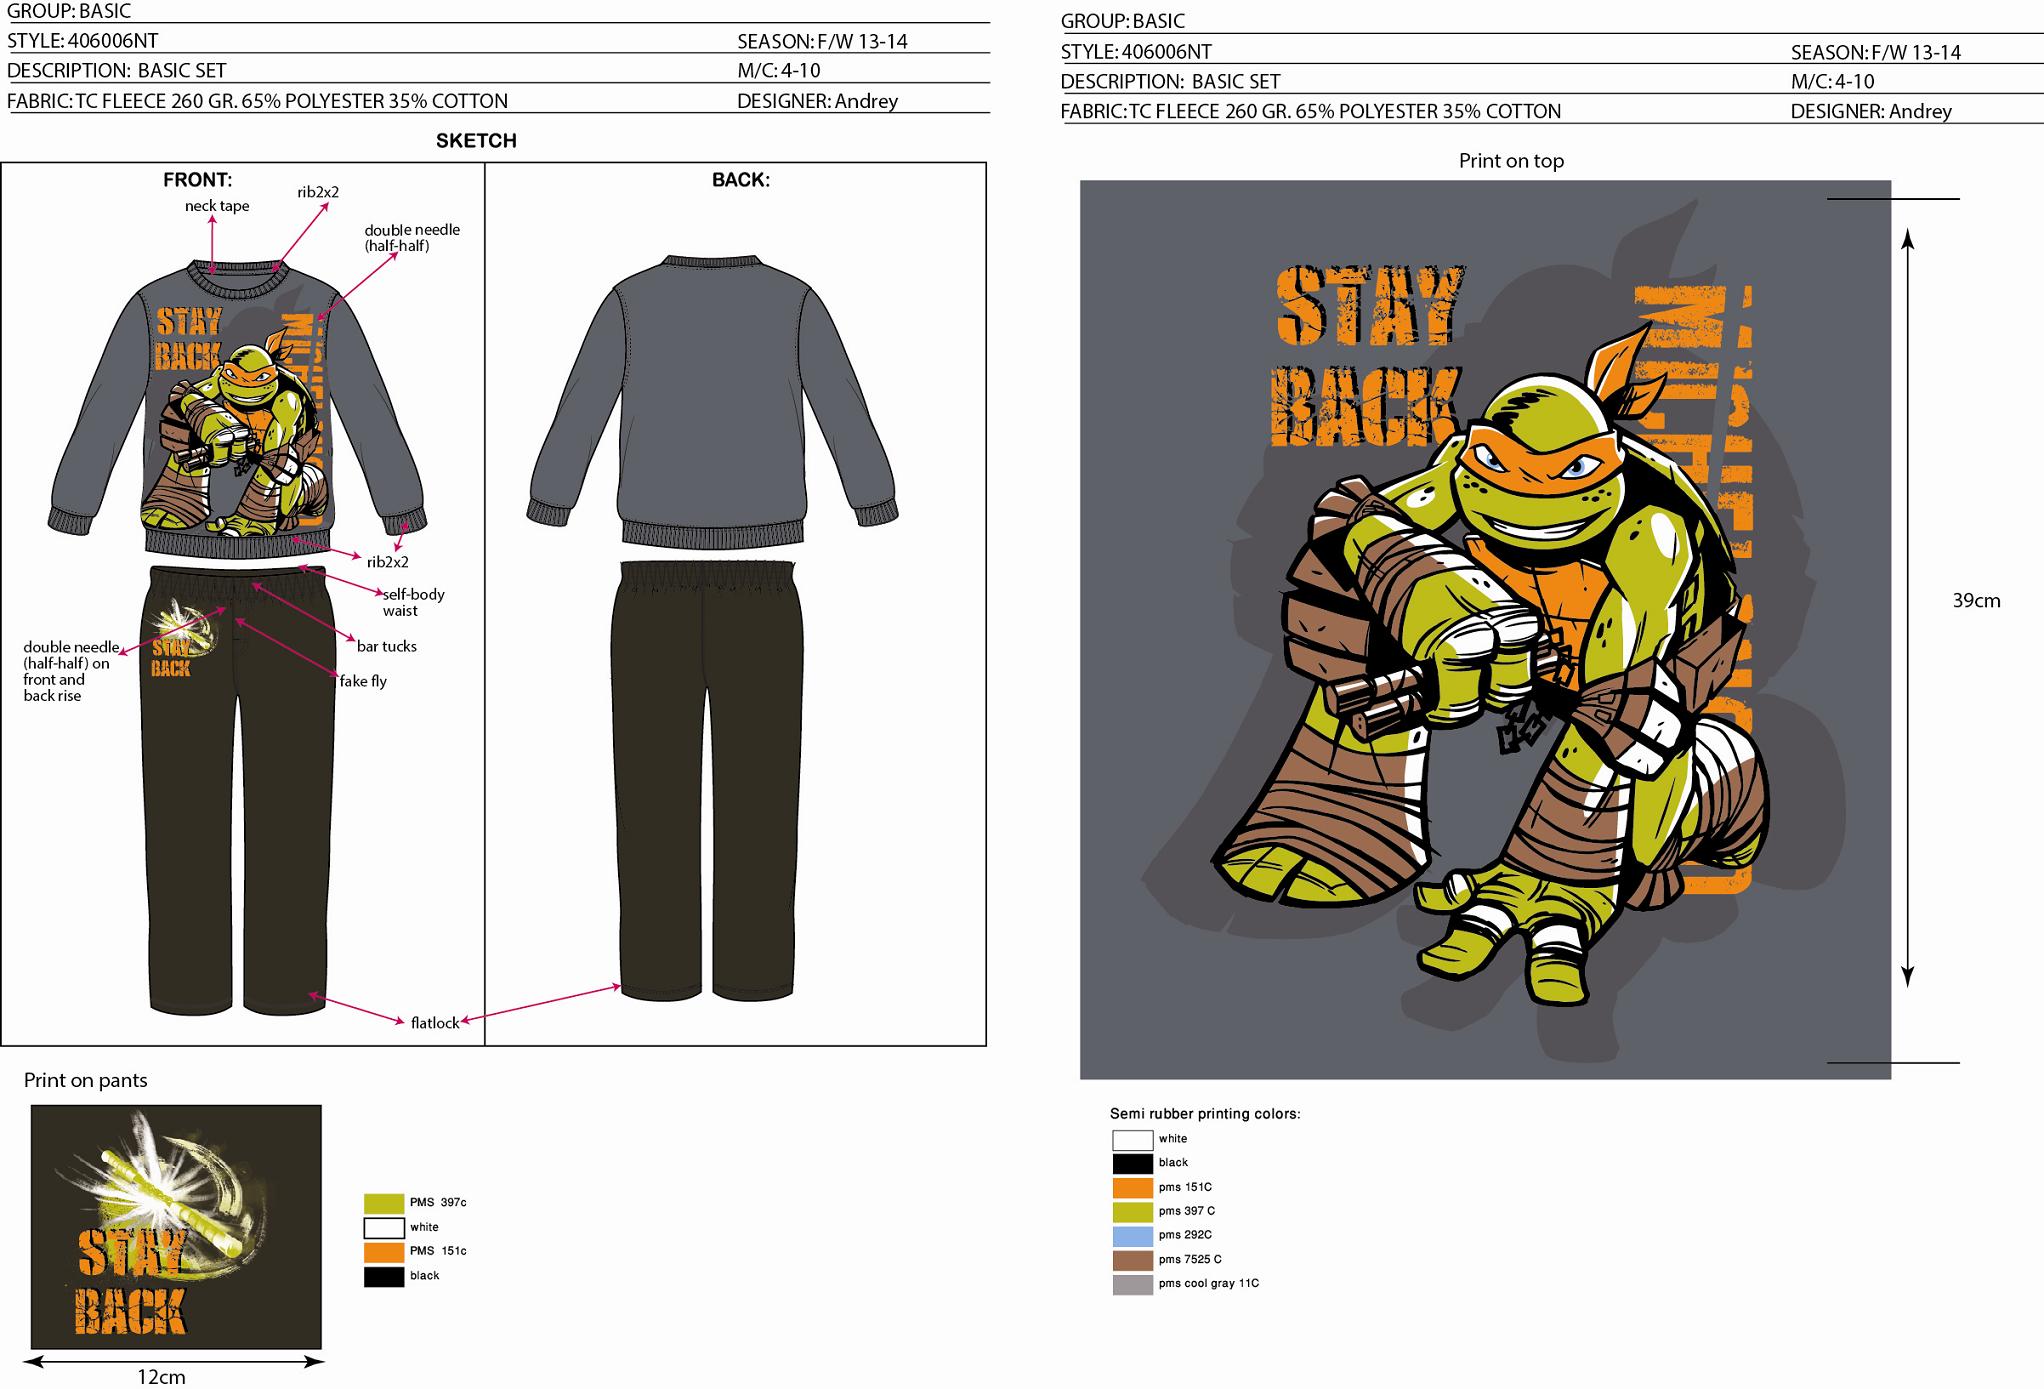 GROUP: BASIC
STYLE: 406006NT
SEASON: F/W 13-14
DESCRIPTION: BASIC SET
M/C: 4-10
FABRIC: TC FLEECE 260 GR. 65% POLYESTER 35% COTTON
DESIGNER: Andrey
SKETCH
FRONT:
BACK:
neck tape
rib2x2
double needle
(half-half)
STAY
BACK
rib2x2
self-body
waist
bar tucks
fake fly
double needle
(half-half) on
front and
back rise
STAY
BACK
flatlock
Print on pants
STAY
BACK
12cm
PMS 397c
white
PMS 151c
black
GROUP: BASIC
STYLE: 406006NT
SEASON: F/W 13-14
DESCRIPTION: BASIC SET
M/C: 4-10
FABRIC: TC FLEECE 260 GR. 65% POLYESTER 35% COTTON
DESIGNER: Andrey
Print on top
STAY
BACK
39cm
Semi rubber printing colors:
white
black
pms 151C
pms 397 C
pms 292C
pms 7525 C
pms cool gray 11C